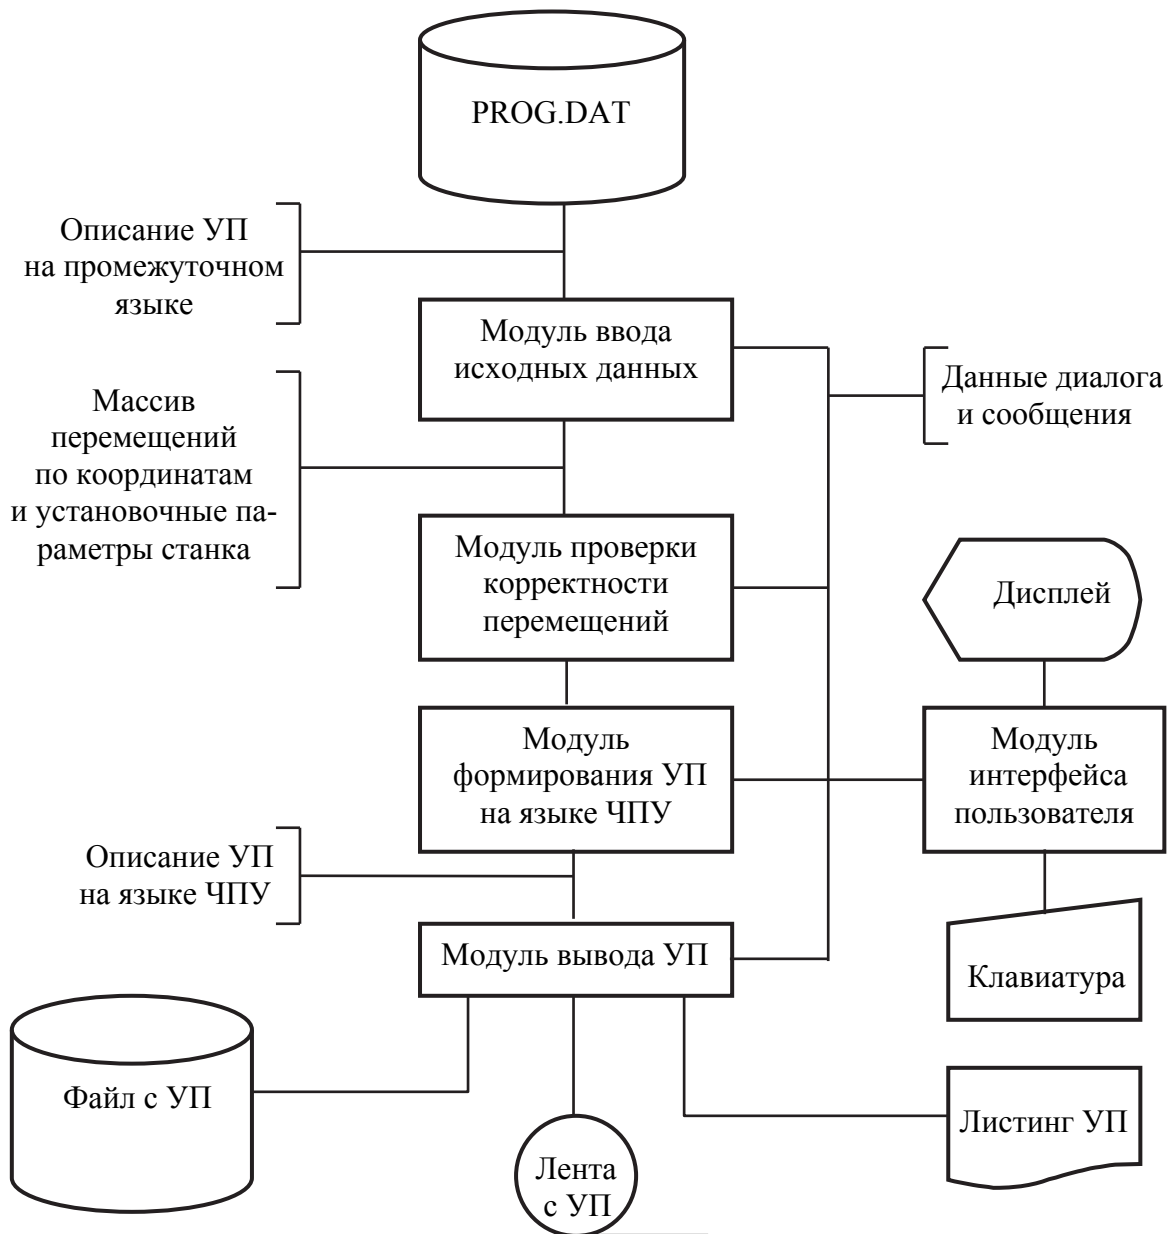 PROG.DAT
Описание УП
на промежуточном
языке
Модуль ввода
исходных данных
Данные диалога
и сообщения
Массив
перемещений
по координатам
и установочные па-
раметры станка
Модуль проверки
корректности
перемещений
Дисплей
Модуль
формирования УП
на языке ЧПУ
Модуль
интерфейса
пользователя
Описание УП
на языке ЧПУ
Модуль вывода УП
Клавиатура
Файл с УП
Лента
с УП
Листинг УП